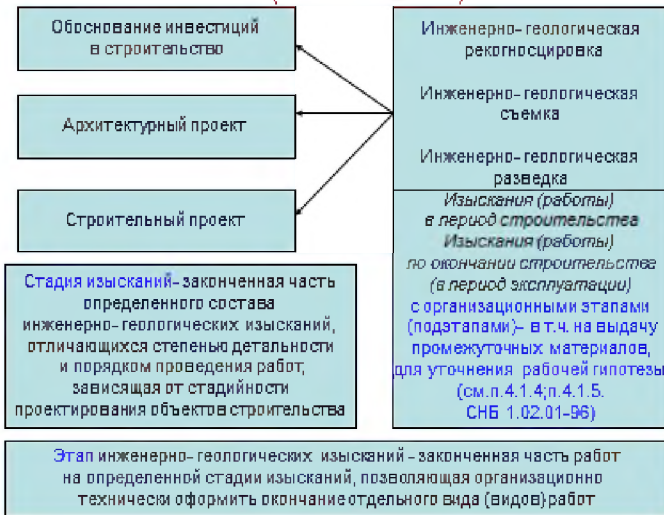 Обоснование инвестиций
в строительство
Архитектурный проект
Строительный проект
Инженерно-геологическая
рекогносцировка
Инженерно-геологическая
съемка
Инженерно-геологическая
разведка
Изыскания (работы)
в период строительства
Изыскания (работы)
по окончании строительства
(в период эксплуатации)
с организационными этапами
(подэтапами)- в т.ч. на выдачу
промежуточных материалов,
для уточнения рабочей гипотезы
(см.п.4.1.4;п.4.1.5.
СНБ 1.02.01-96)
Стадия изысканий- законченная часть
определенного состава
инженерно-геологических изысканий,
отличающихся степенью детальности
и порядком проведения работ,
зависящая от стадийности
проектирования объектов строительства
Этап инженерно-геологических изысканий - законченная часть работ
на определенной стадии изысканий, позволяющая организационно
технически оформить окончание отдельного вида (видов)работ